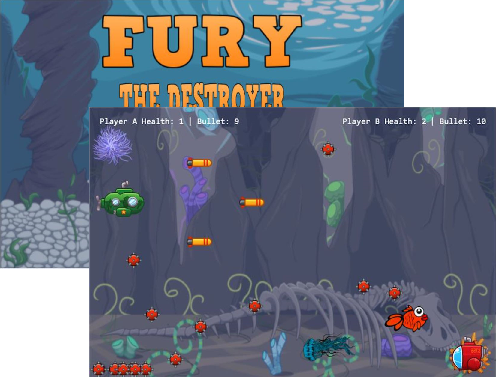 FURY
THE DESTROYER
Player A Health: 1 | Bullet: 9
Player B Health: 2 | Bullet: 10